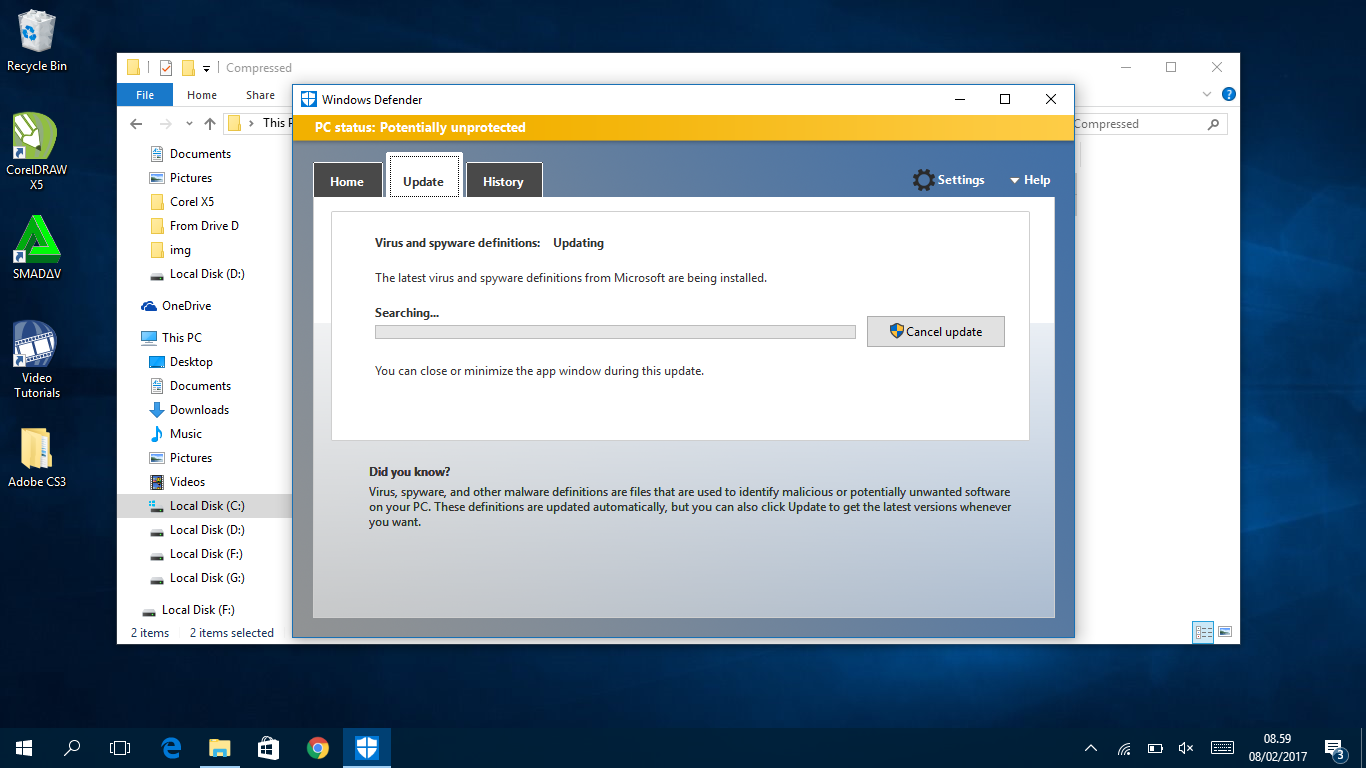 Recycle Bin
CorelDRAW
X5
SMADΔV
Video
Tutorials
Adobe CS3
Compressed
File
Home
Share
This P
Compressed
Documents
Pictures
Corel X5
From Drive D
img
Local Disk (D:)
OneDrive
This PC
Desktop
Documents
Downloads
Music
Pictures
Videos
Local Disk (C:)
Local Disk (D:)
Local Disk (F:)
Local Disk (G:)
Local Disk (F:)
2 items 2 items selected
Windows Defender
PC status: Potentially unprotected
Home
Update
History
Settings
Help
Virus and spyware definitions: Updating
The latest virus and spyware definitions from Microsoft are being installed.
Searching...
Cancel update
You can close or minimize the app window during this update.
Did you know?
Virus, spyware, and other malware definitions are files that are used to identify malicious or potentially unwanted software
on your PC. These definitions are updated automatically, but you can also click Update to get the latest versions whenever
you want.
08.59
08/02/2017
3